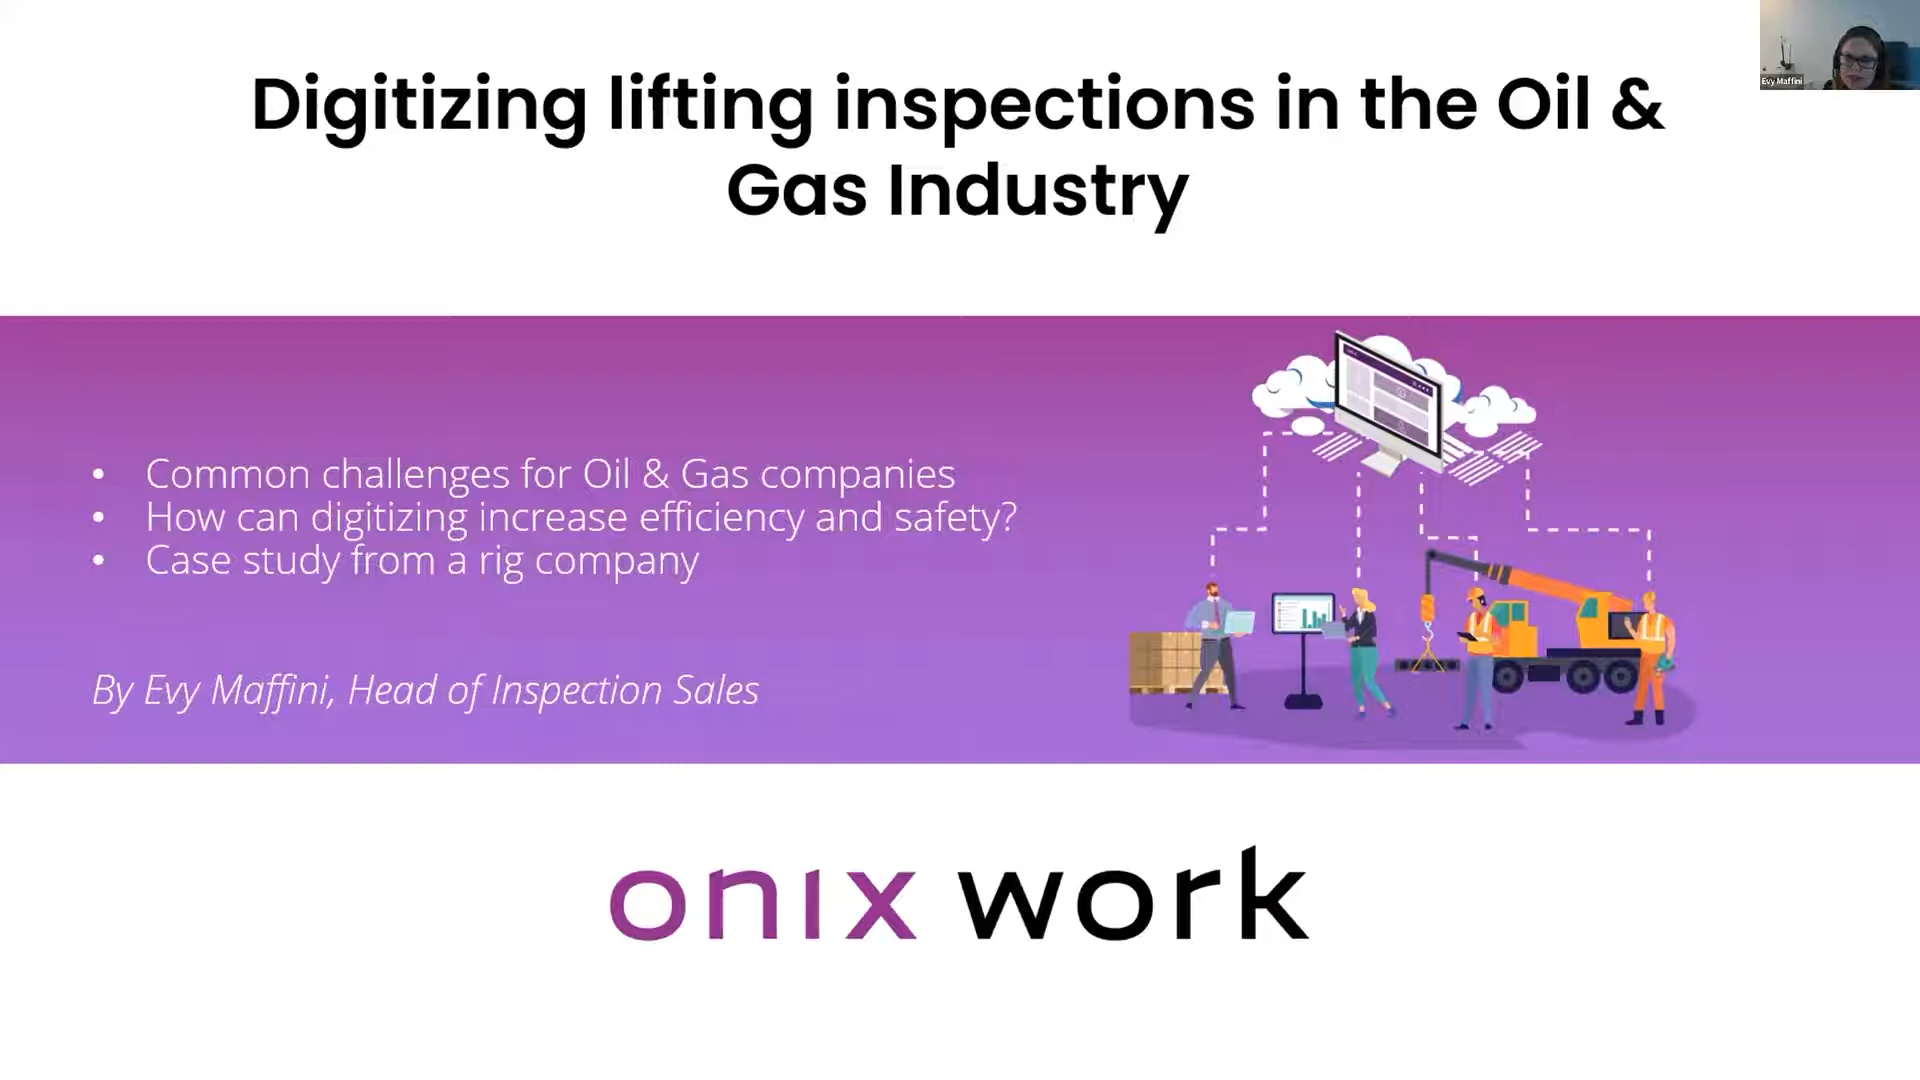 Digitizing lifting inspections in the Oil &
Gas Industry
Evy Maffini
• Common challenges for Oil & Gas companies
• How can digitizing increase efficiency and safety?
• Case study from a rig company
By Evy Maffini, Head of Inspection Sales
onix work